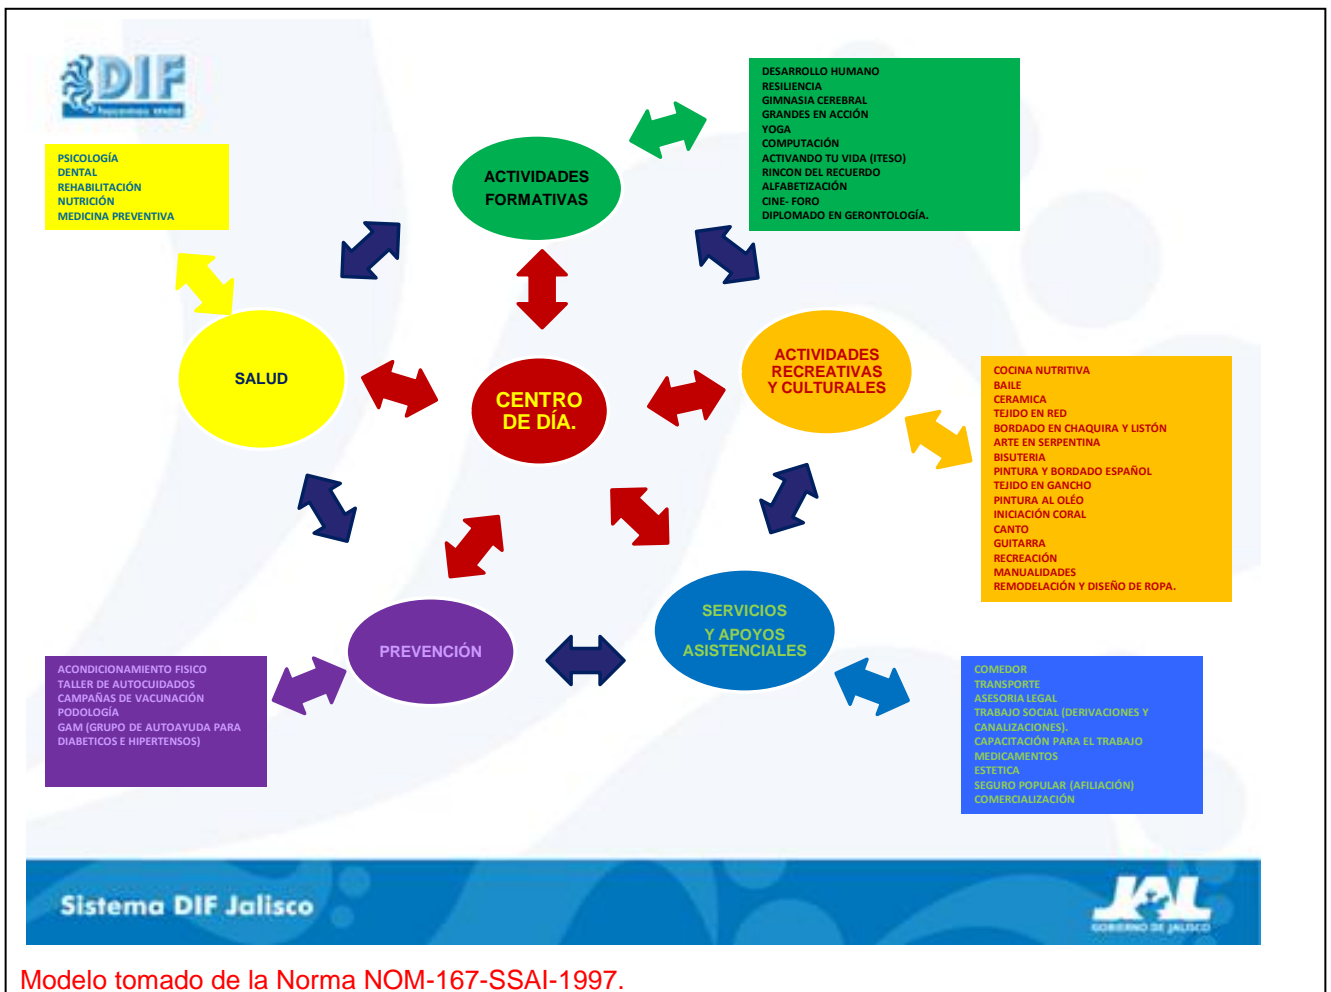 DIF
DESARROLLO HUMANO
RESILIENCIA
GIMNASIA CEREBRAL
GRANDES EN ACCIÓN
YOGA
COMPUTACIÓN
ACTIVANDO TU VIDA (ITESO)
RINCON DEL RECUERDO
ALFABETIZACIÓN
CINE- FORO
DIPLOMADO EN GERONTOLOGÍA.
PSICOLOGÍA
DENTAL
REHABILITACIÓN
NUTRICIÓN
MEDICINA PREVENTIVA
ACTIVIDADES
FORMATIVAS
SALUD
CENTRO
DE DÍA.
ACTIVIDADES
RECREATIVAS
Y CULTURALES
COCINA NUTRITIVA
BAILE
CERAMICA
TEJIDO EN RED
BORDADO EN CHAQUIRA Y LISTÓN
ARTE EN SERPENTINA
BISUTERIA
PINTURA Y BORDADO ESPAÑOL
TEJIDO EN GANCHO
PINTURA AL OLÉO
INICIACIÓN CORAL
CANTO
GUITARRA
RECREACIÓN
MANUALIDADES
REMODELACIÓN Y DISEÑO DE ROPA.
PREVENCIÓN
SERVICIOS
Y APOYOS
ASISTENCIALES
ACONDICIONAMIENTO FISICO
TALLER DE AUTOCUIDADOS
CAMPAÑAS DE VACUNACIÓN
PODOLOGÍA
GAM (GRUPO DE AUTOAYUDA PARA
DIABETICOS E HIPERTENSOS)
COMEDOR
TRANSPORTE
ASESORIA LEGAL
TRABAJO SOCIAL (DERIVACIONES Y
CANALIZACIONES).
CAPACITACIÓN PARA EL TRABAJO
MEDICAMENTOS
ESTETICA
SEGURO POPULAR (AFILIACIÓN)
COMERCIALIZACIÓN
Sistema DIF Jalisco
JAL
GOBIERNO DE JALISCO
Modelo tomado de la Norma NOM-167-SSAI-1997.